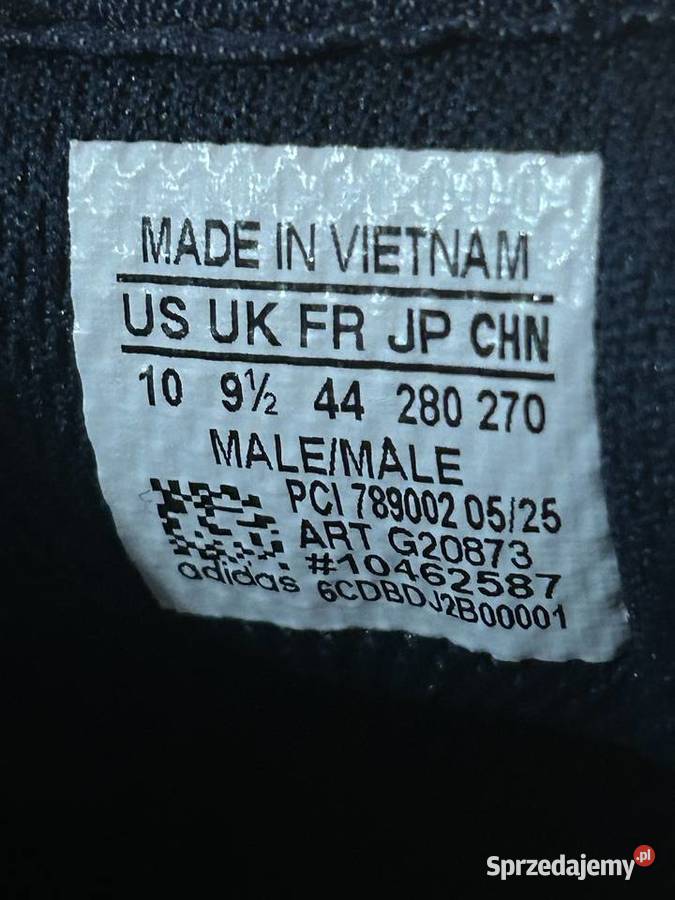 MADE IN VIETNAM
US UK FR JP CHN
10 9½ 44 280 270
MALE/MALE
PCI 789002 05/25
ART G20873
#10462587
adidas 6CDBDJ2B00001
Sprzedajemy.pl